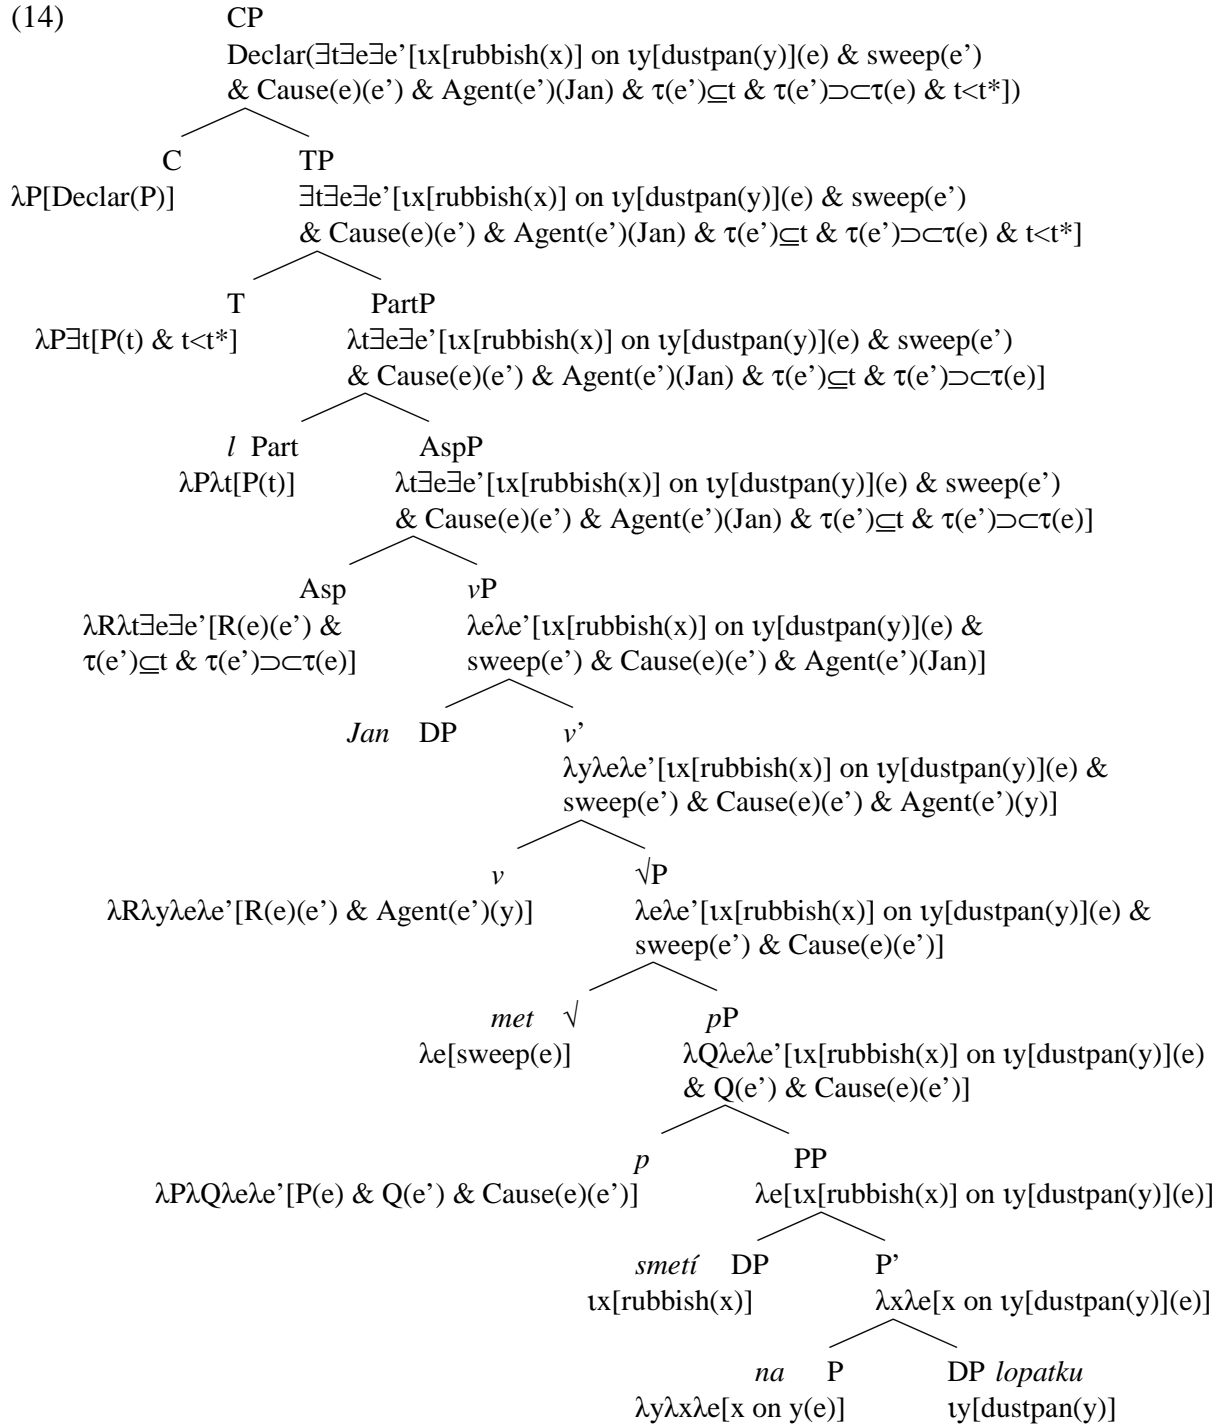 (14) CP
Declar(∃t∃e∃e’[ιx[rubbish(x)] on ιy[dustpan(y)](e) & sweep(e’)
& Cause(e)(e’) & Agent(e’)(Jan) & τ(e’)⊆t & τ(e’)⊃⊂τ(e) & t<t*])
C TP
λP[Declar(P)] ∃t∃e∃e’[ιx[rubbish(x)] on ιy[dustpan(y)](e) & sweep(e’)
& Cause(e)(e’) & Agent(e’)(Jan) & τ(e’)⊆t & τ(e’)⊃⊂τ(e) & t<t*]
T PartP
λP∃t[P(t) & t<t*] λt∃e∃e’[ιx[rubbish(x)] on ιy[dustpan(y)](e) & sweep(e’)
& Cause(e)(e’) & Agent(e’)(Jan) & τ(e’)⊆t & τ(e’)⊃⊂τ(e)]
l Part AspP
λPλt[P(t)] λt∃e∃e’[ιx[rubbish(x)] on ιy[dustpan(y)](e) & sweep(e’)
& Cause(e)(e’) & Agent(e’)(Jan) & τ(e’)⊆t & τ(e’)⊃⊂τ(e)]
Asp vP
λRλt∃e∃e’[R(e)(e’) & λeλe’[ιx[rubbish(x)] on ιy[dustpan(y)](e) &
τ(e’)⊆t & τ(e’)⊃⊂τ(e)] sweep(e’) & Cause(e)(e’) & Agent(e’)(Jan)]
Jan DP v’
λyλeλe’[ιx[rubbish(x)] on ιy[dustpan(y)](e) &
sweep(e’) & Cause(e)(e’) & Agent(e’)(y)]
v √P
λRλyλeλe’[R(e)(e’) & Agent(e’)(y)] λeλe’[ιx[rubbish(x)] on ιy[dustpan(y)](e) &
sweep(e’) & Cause(e)(e’)]
met √ pP
λe[sweep(e)] λQλeλe’[ιx[rubbish(x)] on ιy[dustpan(y)](e)
& Q(e’) & Cause(e)(e’)]
p PP
λPλQλeλe’[P(e) & Q(e’) & Cause(e)(e’)] λe[ιx[rubbish(x)] on ιy[dustpan(y)](e)]
smetí DP P’
ιx[rubbish(x)] λxλe[x on ιy[dustpan(y)](e)]
na P DP lopatku
λyλxλe[x on y(e)] ιy[dustpan(y)]